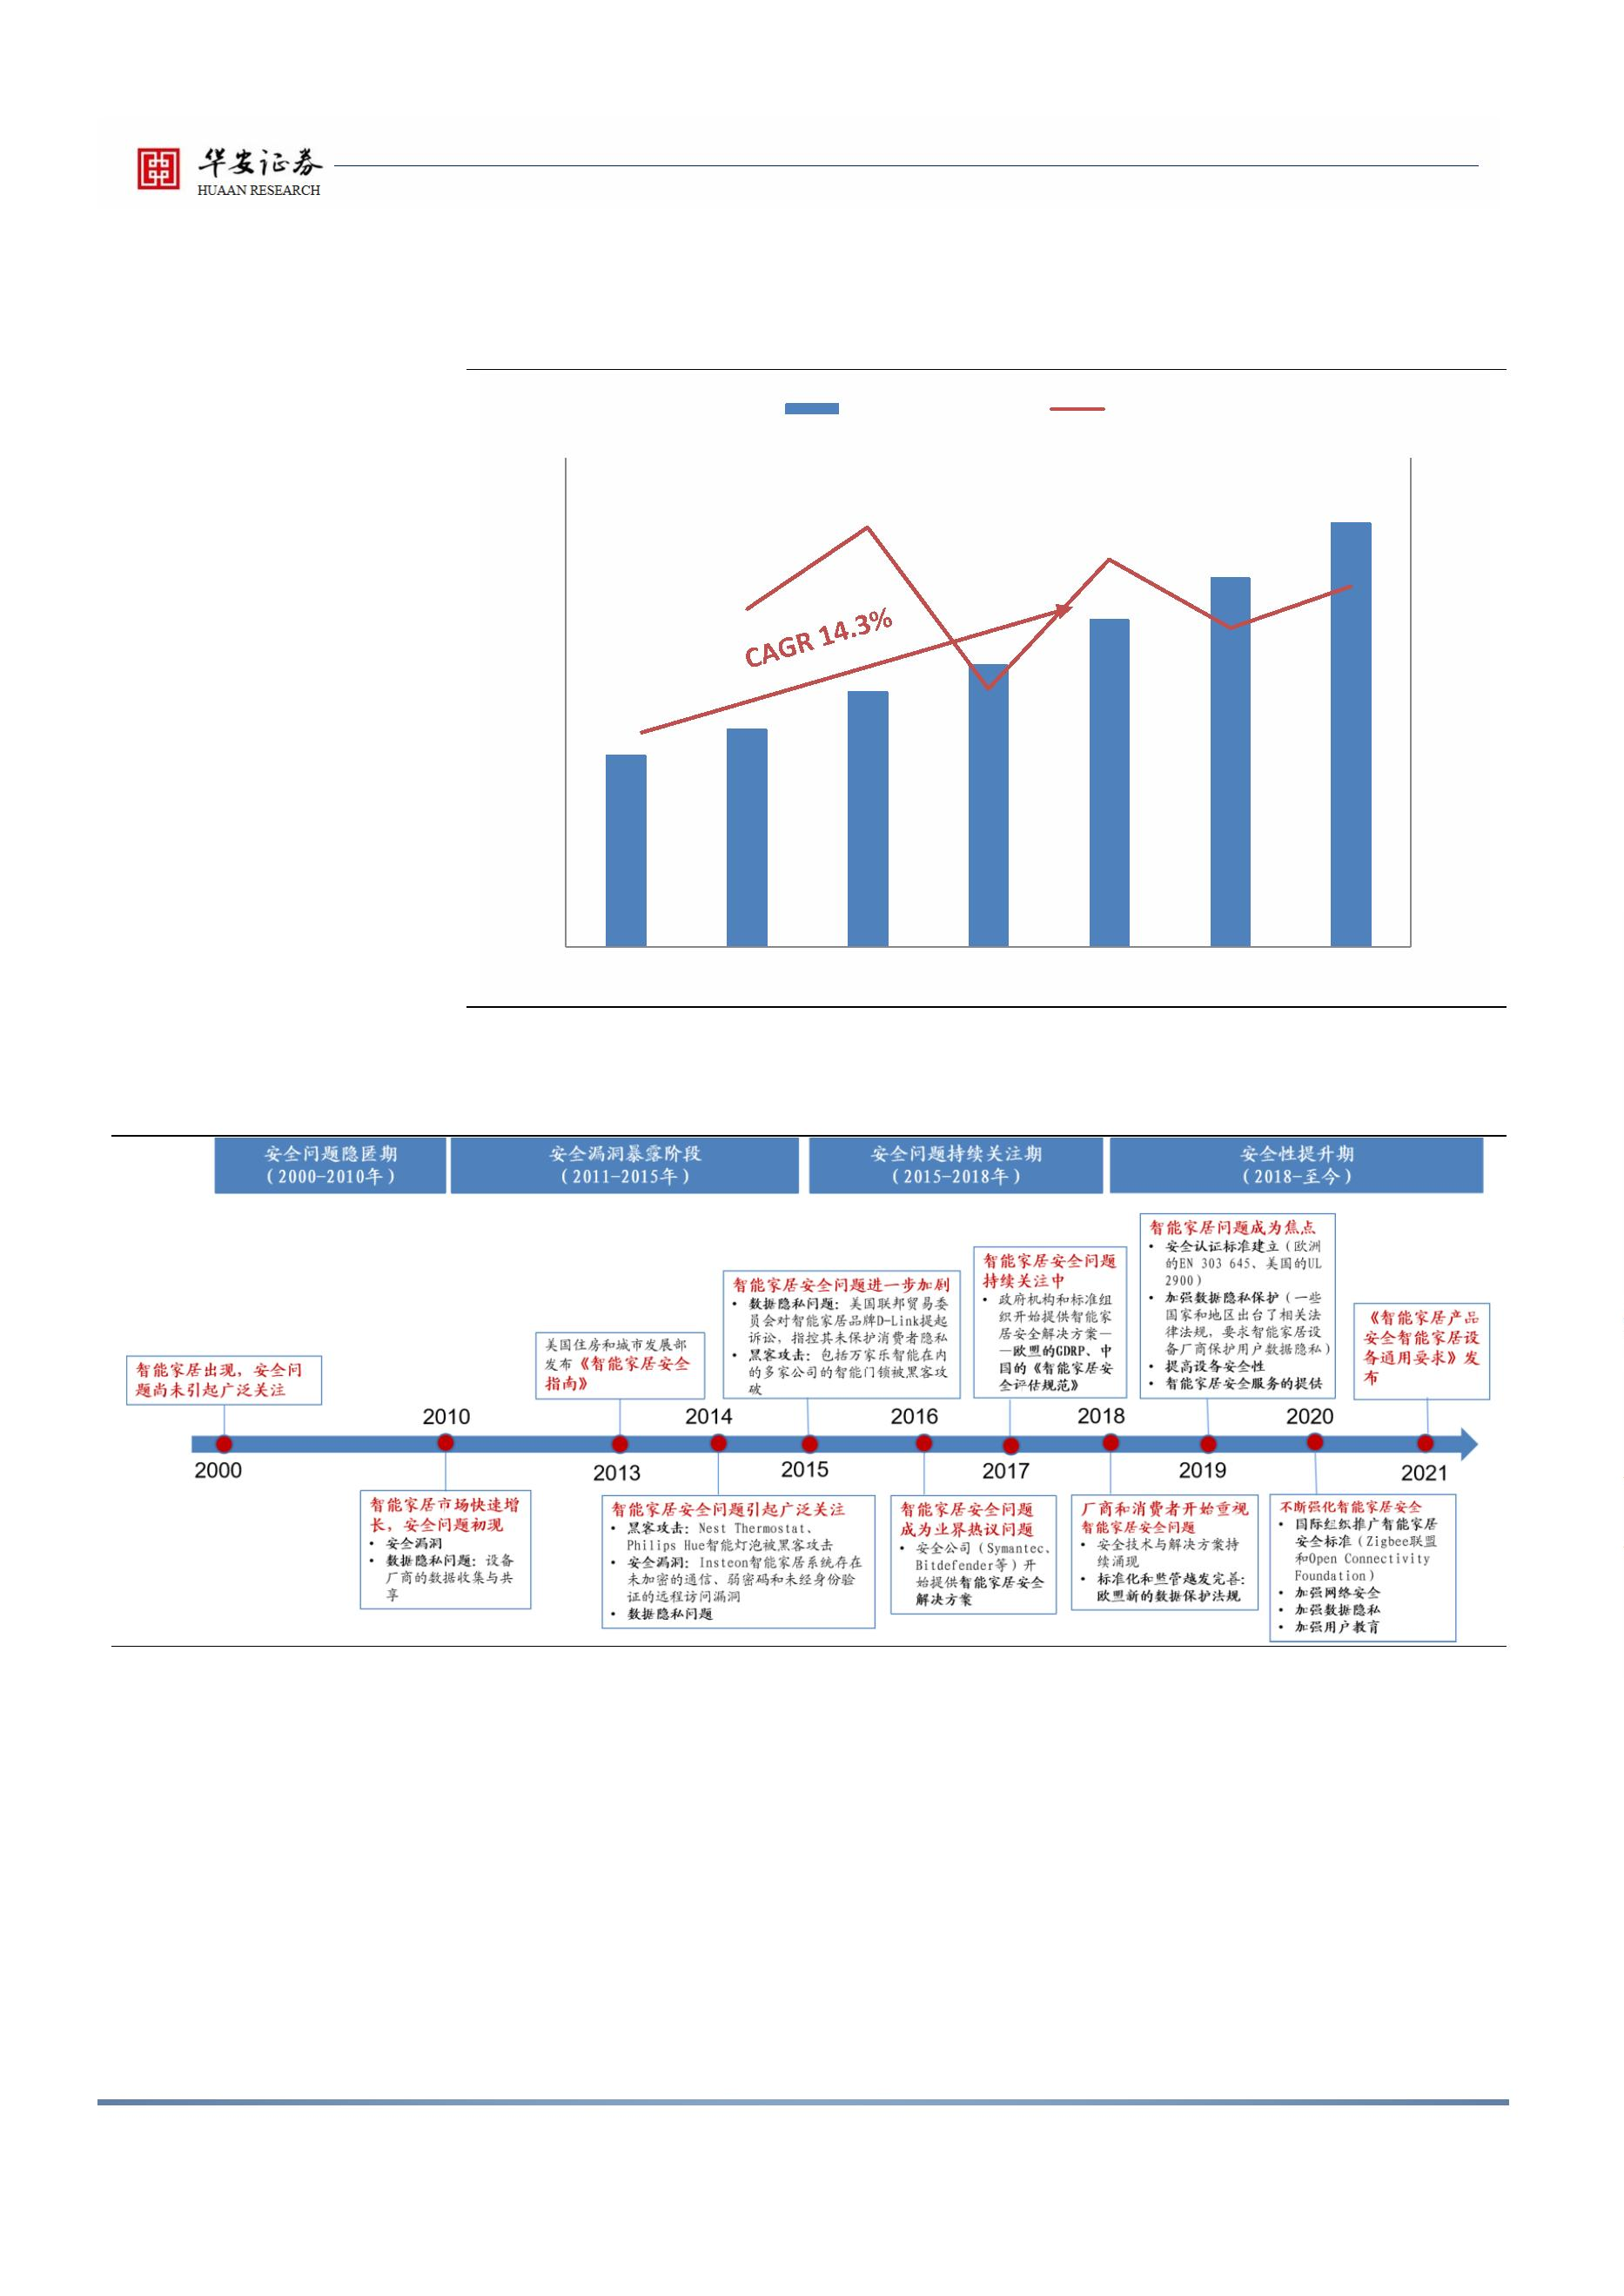 华安证券
HUAAN RESEARCH
CAGR 14.3%
安全问题隐匿期
（2000-2010年）
安全漏洞暴露阶段
（2011-2015年）
安全问题持续关注期
（2015-2018年）
安全性提升期
（2018-至今）
智能家居出现，安全问
题尚未引起广泛关注
美国住房和城市发展部
发布《智能家居安全
指南》
智能家居安全问题进一步加剧
• 数据隐私问题：美国联邦贸易委
员会对智能家居品牌D-Link提起
诉讼，指控其未保护消费者隐私
• 黑客攻击：包括万家乐智能在内
的多家公司的智能门锁被黑客攻
破
智能家居安全问题
持续关注中
• 政府机构和标准组
织开始提供智能家
居安全解决方案—
—欧盟的GDRP、中
国的《智能家居安
全评估规范》
智能家居问题成为焦点
• 安全认证标准建立（欧洲
的EN 303 645、美国的UL
2900）
• 加强数据隐私保护（一些
国家和地区出台了相关法
律法规，要求智能家居设
备厂商保护用户数据隐私）
• 提高设备安全性
• 智能家居安全服务的提供
《智能家居产品
安全智能家居设
备通用要求》发
布
2010
2014
2016
2018
2020
2000
2013
2015
2017
2019
2021
智能家居市场快速增
长，安全问题初现
• 安全漏洞
• 数据隐私问题：设备
厂商的数据收集与共
享
智能家居安全问题引起广泛关注
• 黑客攻击：Nest Thermostat、
Philips Hue智能灯泡被黑客攻击
• 安全漏洞：Insteon智能家居系统存在
未加密的通信、弱密码和未经身份验
证的远程访问漏洞
• 数据隐私问题
智能家居安全问题
成为业界热议问题
• 安全公司（Symantec、
Bitdefender等）开
始提供智能家居安全
解决方案
厂商和消费者开始重视
智能家居安全问题
• 安全技术与解决方案持
续涌现
• 标准化和监管越发完善：
欧盟新的数据保护法规
不断强化智能家居安全
• 国际组织推广智能家居
安全标准（Zigbee联盟
和Open Connectivity
Foundation）
• 加强网络安全
• 加强数据隐私
• 加强用户教育